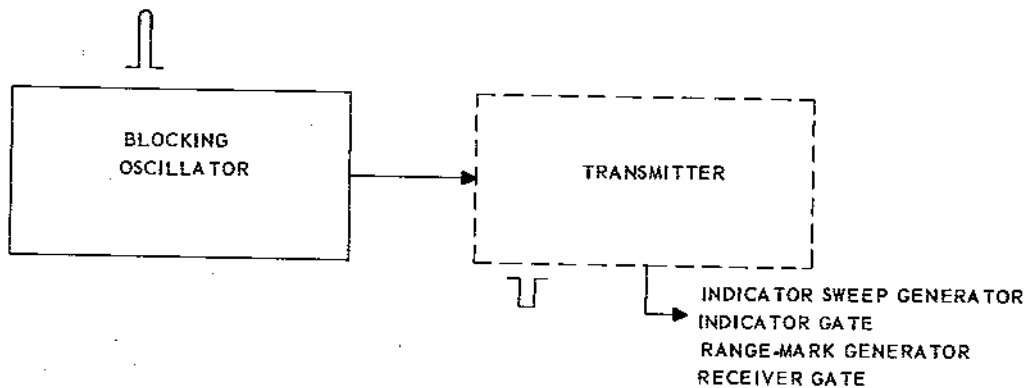 BLOCKING
OSCILLATOR
TRANSMITTER
INDICATOR SWEEP GENERATOR
INDICATOR GATE
RANGE-MARK GENERATOR
RECEIVER GATE